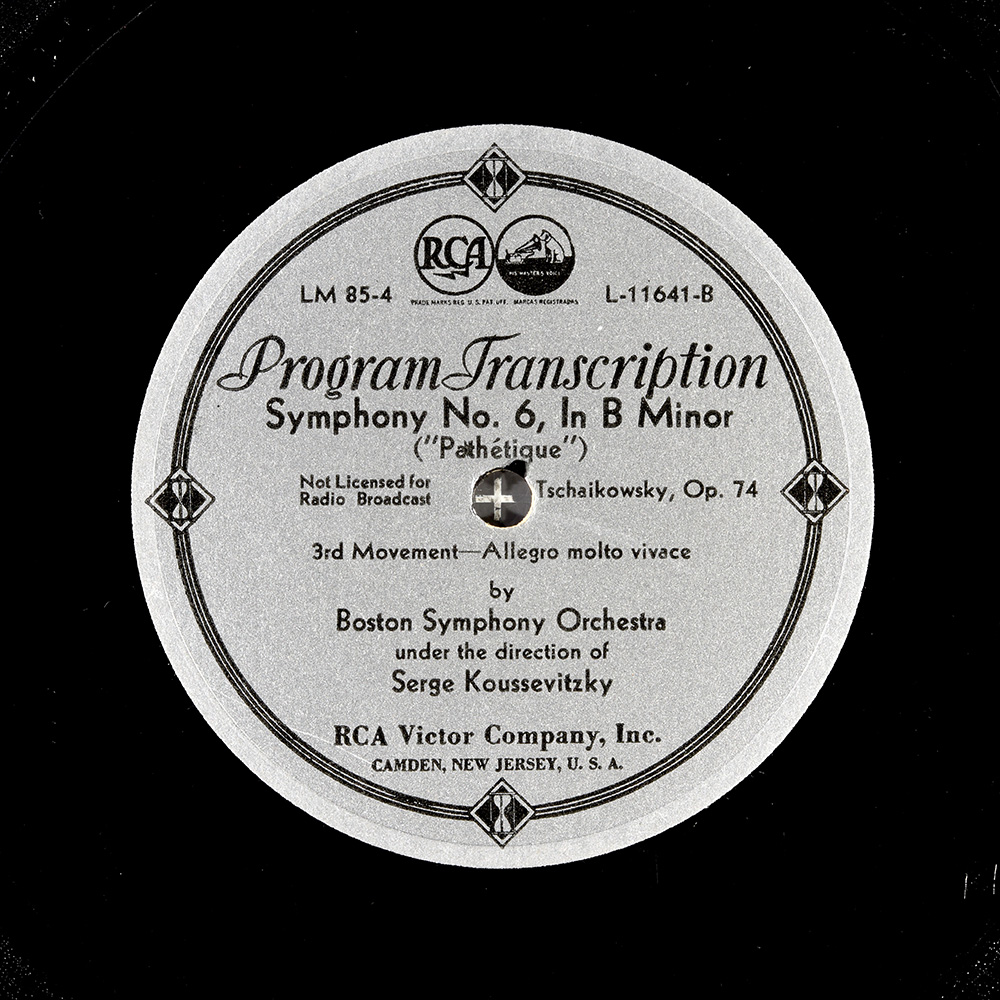 RCA
HIS MASTERS VOICE
TRADE MARKS REG. U. S. PAT. OFF. MARCAS REGISTRADAS
LM 85-4
L-11641-B
Program Transcription
Symphony No. 6, In B Minor
("Pathétique")
Not Licensed for
Radio Broadcast
Tschaikowsky, Op. 74
3rd Movement—Allegro molto vivace
by
Boston Symphony Orchestra
under the direction of
Serge Koussevitzky
RCA Victor Company, Inc.
CAMDEN, NEW JERSEY, U. S. A.